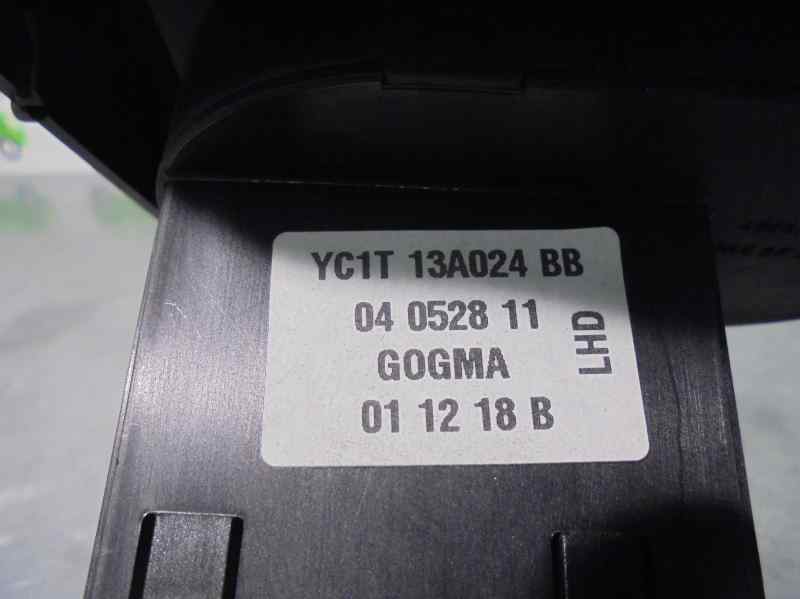 YC1T 13A024 BB
04 0528 11
GOGMA
01 12 18 B
LHD